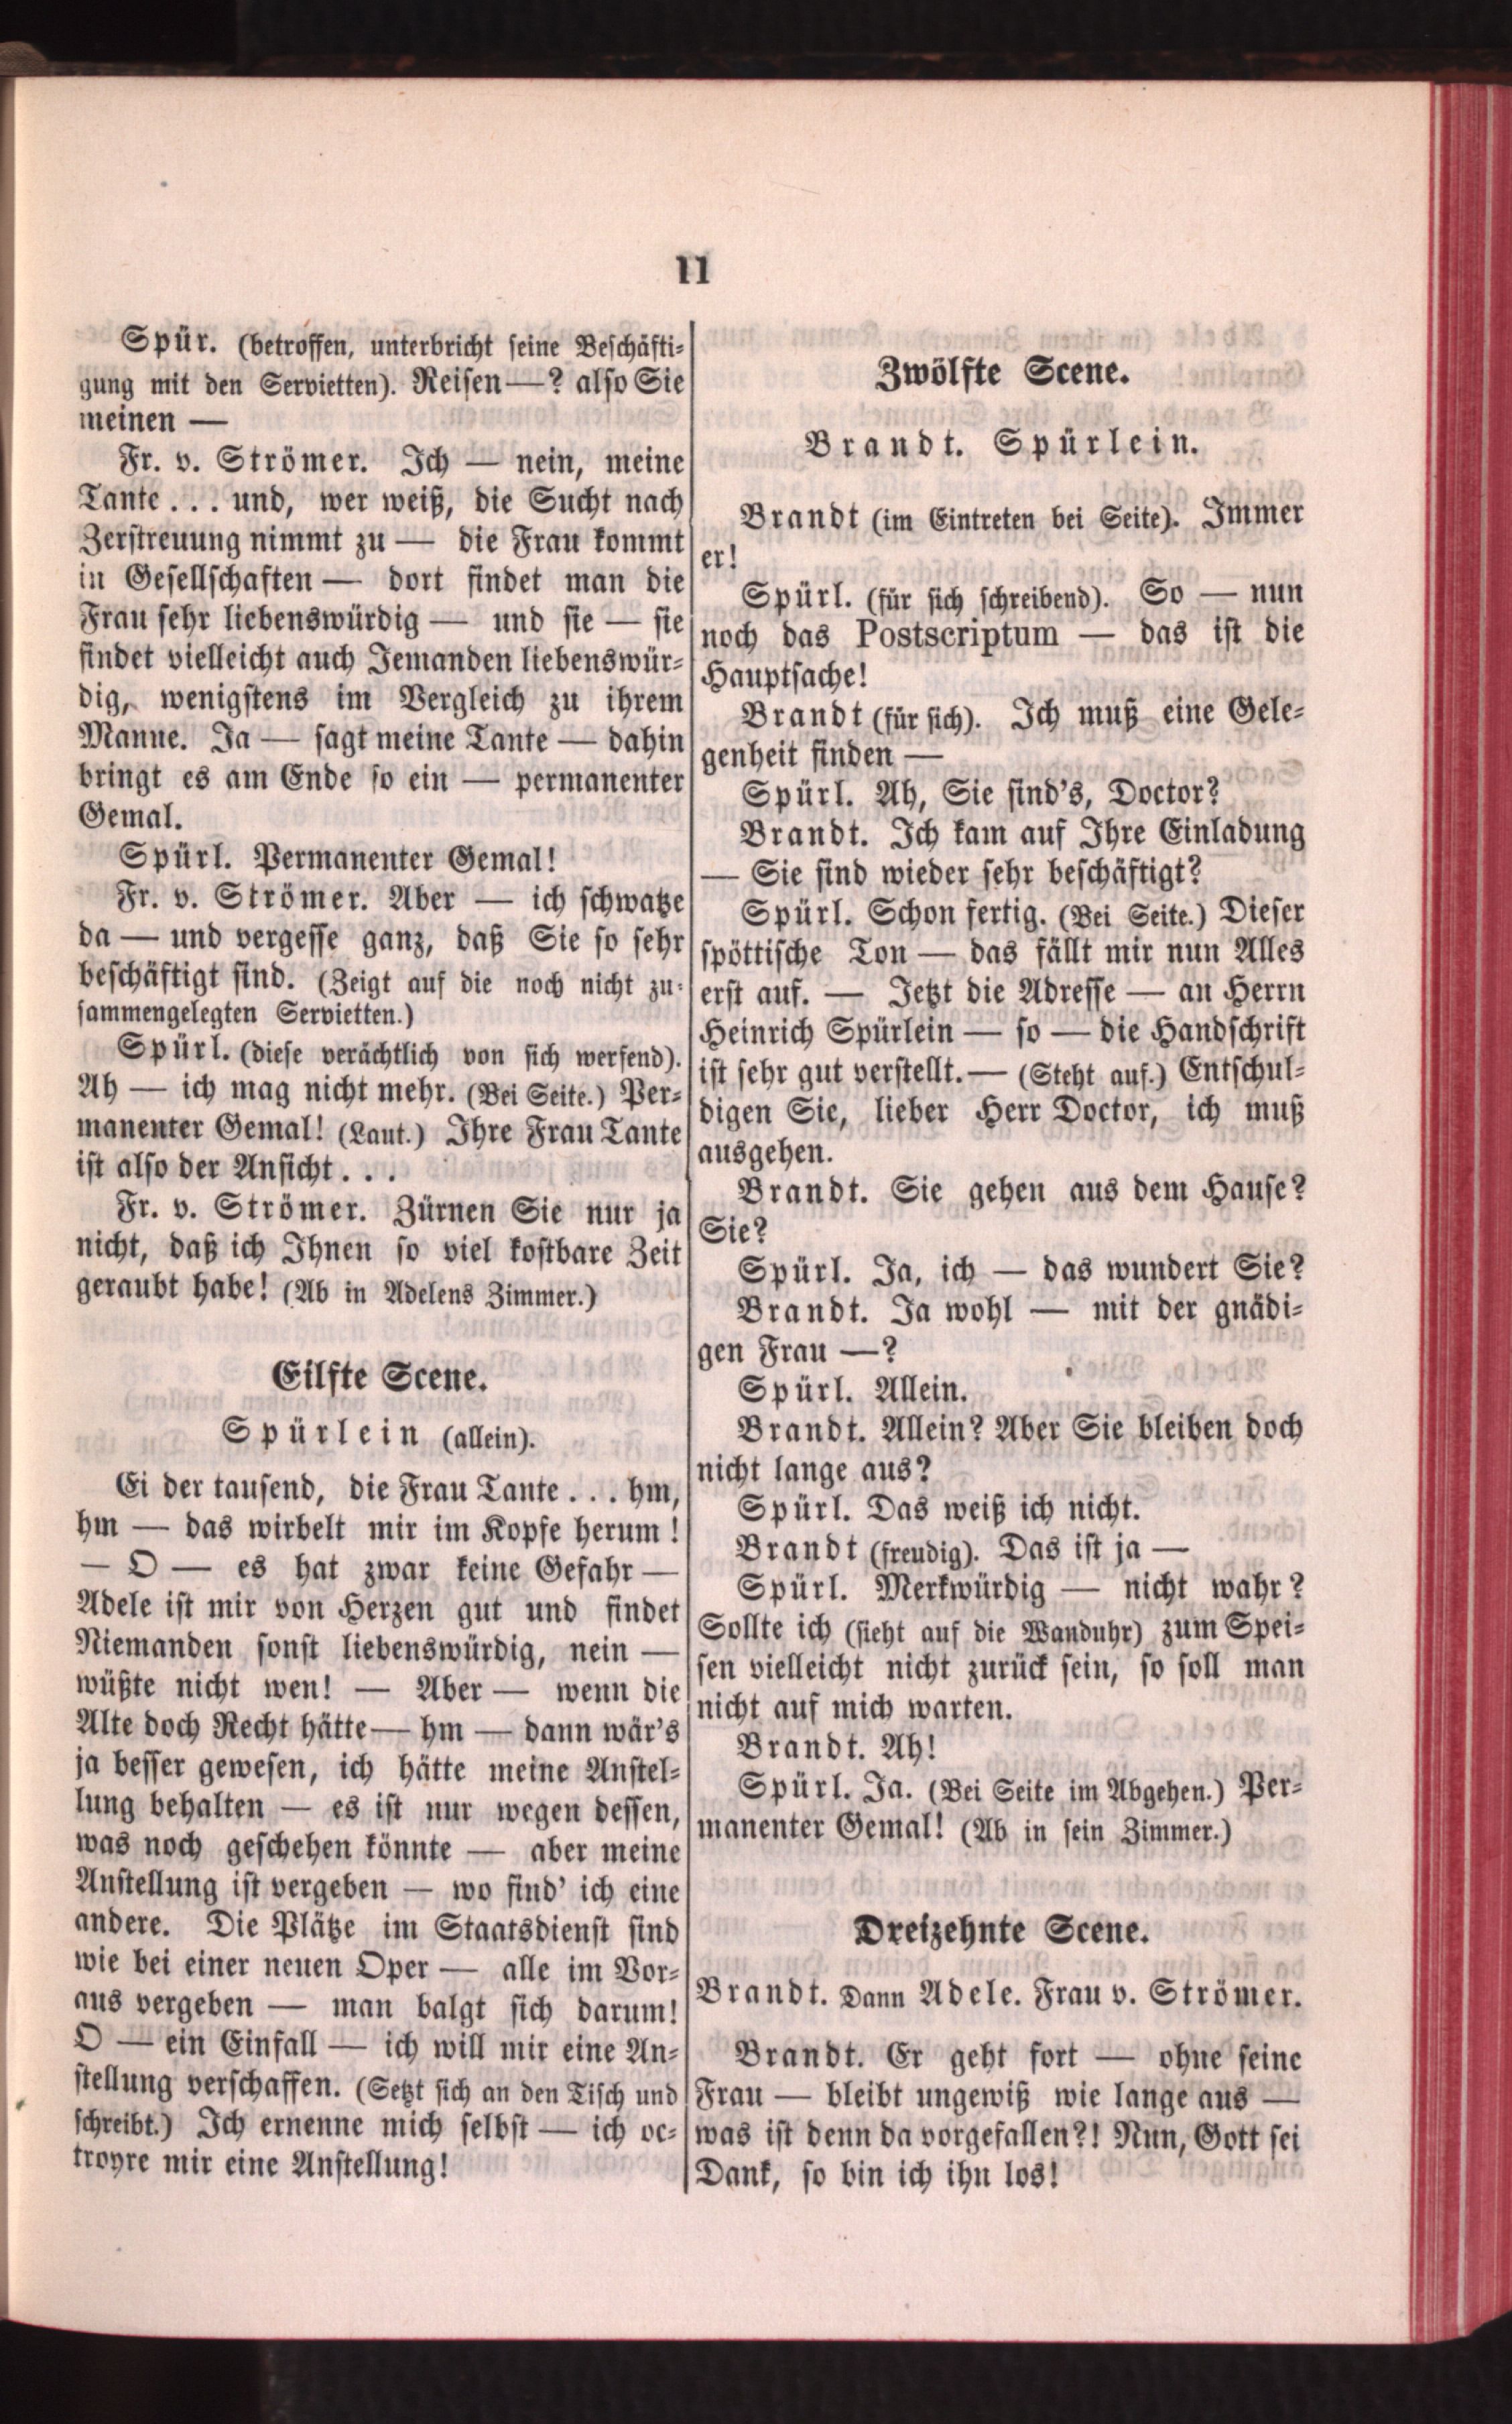 11
Spür. (betroffen, unterbricht seine Beschäfti-
gung mit den Servietten). Reisen—? also Sie
meinen —
Fr. v. Strömer. Ich — nein, meine
Tante... und, wer weiß, die Sucht nach
Zerstreuung nimmt zu — die Frau kommt
in Gesellschaften — dort findet man die
Frau sehr liebenswürdig — und sie — sie
findet vielleicht auch Jemanden liebenswür-
dig, wenigstens im Vergleich zu ihrem
Manne. Ja — sagt meine Tante — dahin
bringt es am Ende so ein — permanenter
Gemal.
Spürl. Permanenter Gemal!
Fr. v. Strömer. Aber — ich schwatze
da — und vergesse ganz, daß Sie so sehr
beschäftigt sind. (Zeigt auf die noch nicht zu-
sammengelegten Servietten.)
Spürl. (diese verächtlich von sich werfend).
Ah — ich mag nicht mehr. (Bei Seite.) Per-
manenter Gemal! (Laut.) Ihre Frau Tante
ist also der Ansicht...
Fr. v. Strömer. Zürnen Sie nur ja
nicht, daß ich Ihnen so viel kostbare Zeit
geraubt habe! (Ab in Adelens Zimmer.)
Eilfte Scene.
Spürlein (allein).
Ei der tausend, die Frau Tante... hm,
hm — das wirbelt mir im Kopfe herum!
— O — es hat zwar keine Gefahr —
Adele ist mir von Herzen gut und findet
Niemanden sonst liebenswürdig, nein —
wüßte nicht wen! — Aber — wenn die
Alte doch Recht hätte — hm — dann wär's
ja besser gewesen, ich hätte meine Anstel-
lung behalten — es ist nur wegen dessen,
was noch geschehen könnte — aber meine
Anstellung ist vergeben — wo find' ich eine
andere. Die Plätze im Staatsdienst sind
wie bei einer neuen Oper — alle im Vor-
aus vergeben — man balgt sich darum!
O — ein Einfall — ich will mir eine An-
stellung verschaffen. (Setzt sich an den Tisch und
schreibt.) Ich ernenne mich selbst — ich oc-
troyre mir eine Anstellung!
Zwölfte Scene.
Brandt. Spürlein.
Brandt (im Eintreten bei Seite). Immer
er!
Spürl. (für sich schreibend). So — nun
noch das Postscriptum — das ist die
Hauptsache!
Brandt (für sich). Ich muß eine Gele-
genheit finden —
Spürl. Ah, Sie sind's, Doctor?
Brandt. Ich kam auf Ihre Einladung
— Sie sind wieder sehr beschäftigt?
Spürl. Schon fertig. (Bei Seite.) Dieser
spöttische Ton — das fällt mir nun Alles
erst auf. — Jetzt die Adresse — an Herrn
Heinrich Spürlein — so — die Handschrift
ist sehr gut verstellt.— (Steht auf.) Entschul-
digen Sie, lieber Herr Doctor, ich muß
ausgehen.
Brandt. Sie gehen aus dem Hause?
Sie?
Spürl. Ja, ich — das wundert Sie?
Brandt. Ja wohl — mit der gnädi-
gen Frau —?
Spürl. Allein.
Brandt. Allein? Aber Sie bleiben doch
nicht lange aus?
Spürl. Das weiß ich nicht.
Brandt (freudig). Das ist ja —
Spürl. Merkwürdig — nicht wahr?
Sollte ich (sieht auf die Wanduhr) zum Spei-
sen vielleicht nicht zurück sein, so soll man
nicht auf mich warten.
Brandt. Ah!
Spürl. Ja. (Bei Seite im Abgehen.) Per-
manenter Gemal! (Ab in sein Zimmer.)
Dreizehnte Scene.
Brandt. Dann Adele. Frau v. Strömer.
Brandt. Er geht fort — ohne seine
Frau — bleibt ungewiß wie lange aus —
was ist denn da vorgefallen?! Nun, Gott sei
Dank, so bin ich ihn los!